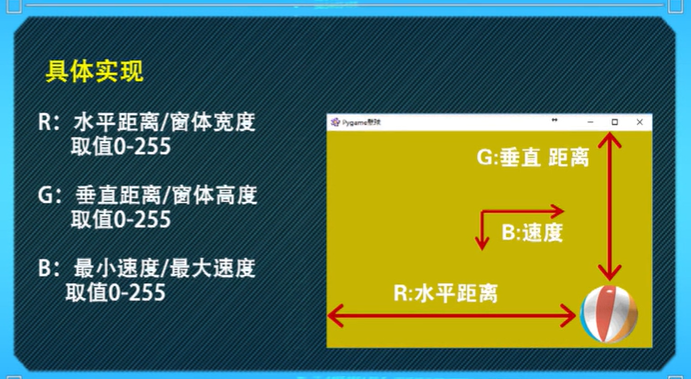 具体实现
R：水平距离/窗体宽度
取值0-255
G：垂直距离/窗体高度
取值0-255
B：最小速度/最大速度
取值0-255
Pygame壁球
G:垂直 距离
B:速度
R:水平距离